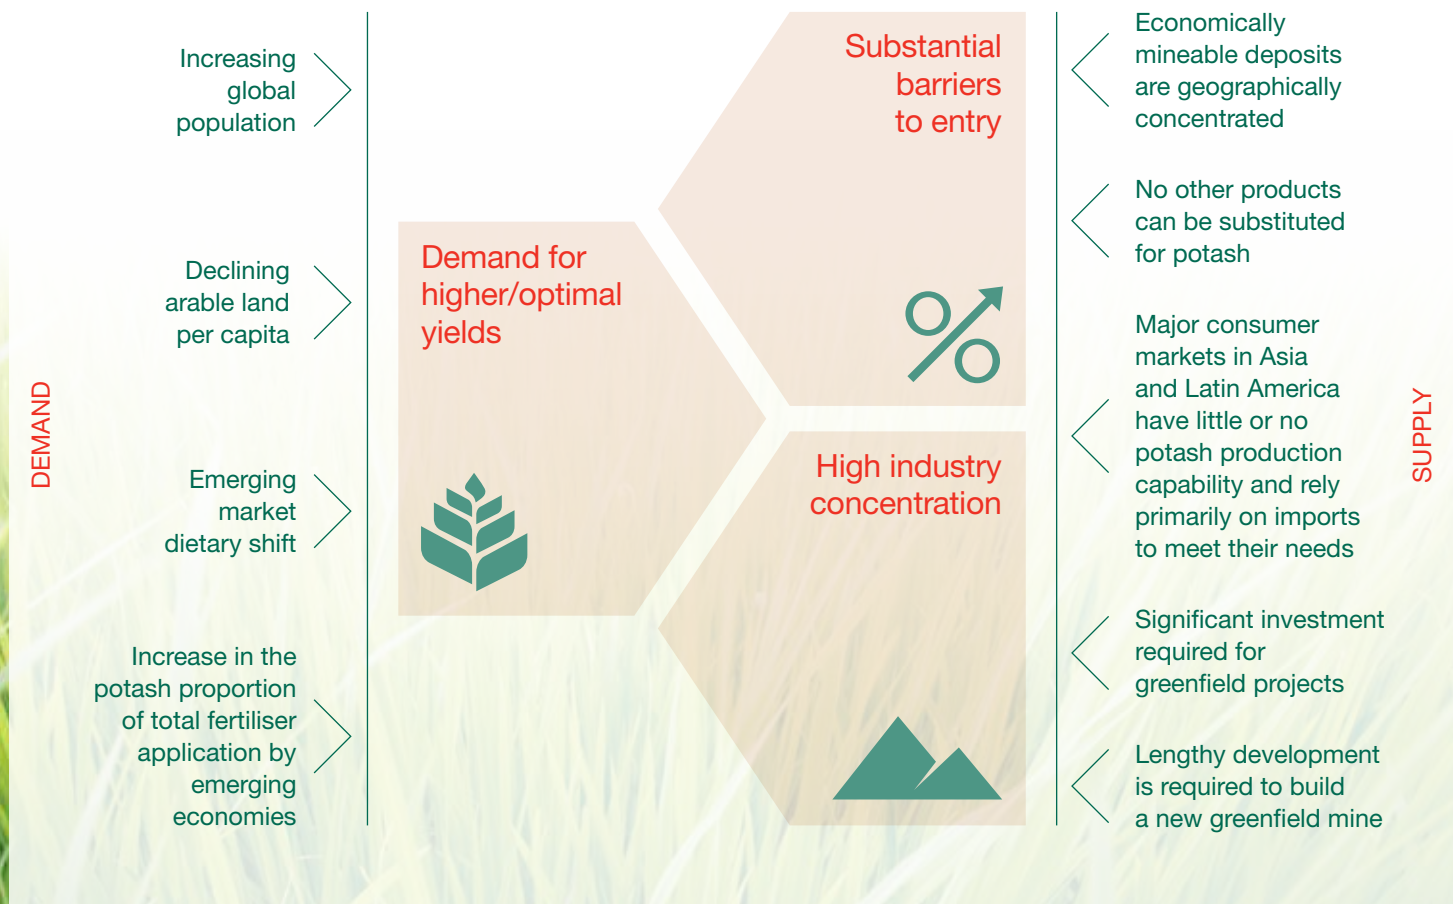 DEMAND
Increasing
global
population
Declining
arable land
per capita
Emerging
market
dietary shift
Increase in the
potash proportion
of total fertiliser
application by
emerging
economies
Demand for
higher/optimal
yields
Substantial
barriers
to entry
High industry
concentration
Economically
mineable deposits
are geographically
concentrated
No other products
can be substituted
for potash
Major consumer
markets in Asia
and Latin America
have little or no
potash production
capability and rely
primarily on imports
to meet their needs
Significant investment
required for
greenfield projects
Lengthy development
is required to build
a new greenfield mine
SUPPLY